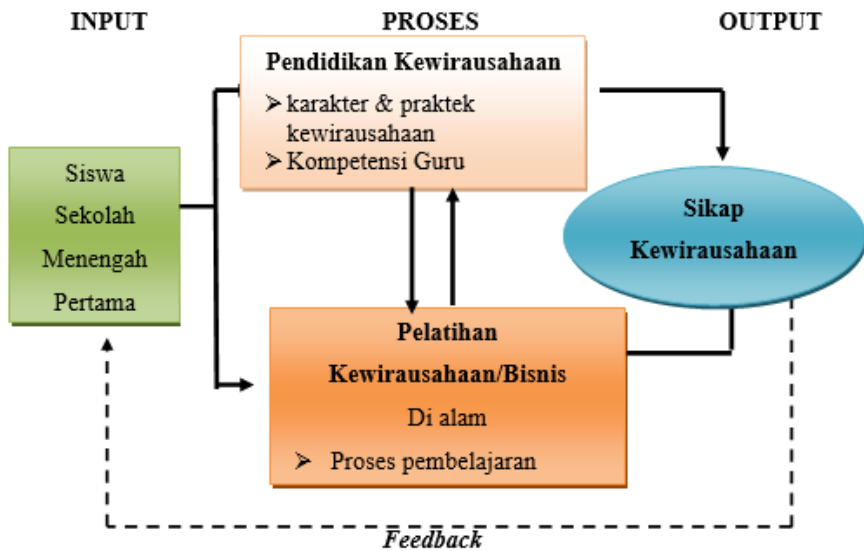 INPUT
PROSES
OUTPUT
Pendidikan Kewirausahaan
➢ karakter & praktek
kewirausahaan
➢ Kompetensi Guru
Siswa
Sekolah
Menengah
Pertama
Sikap
Kewirausahaan
Pelatihan
Kewirausahaan/Bisnis
Di alam
➢ Proses pembelajaran
Feedback